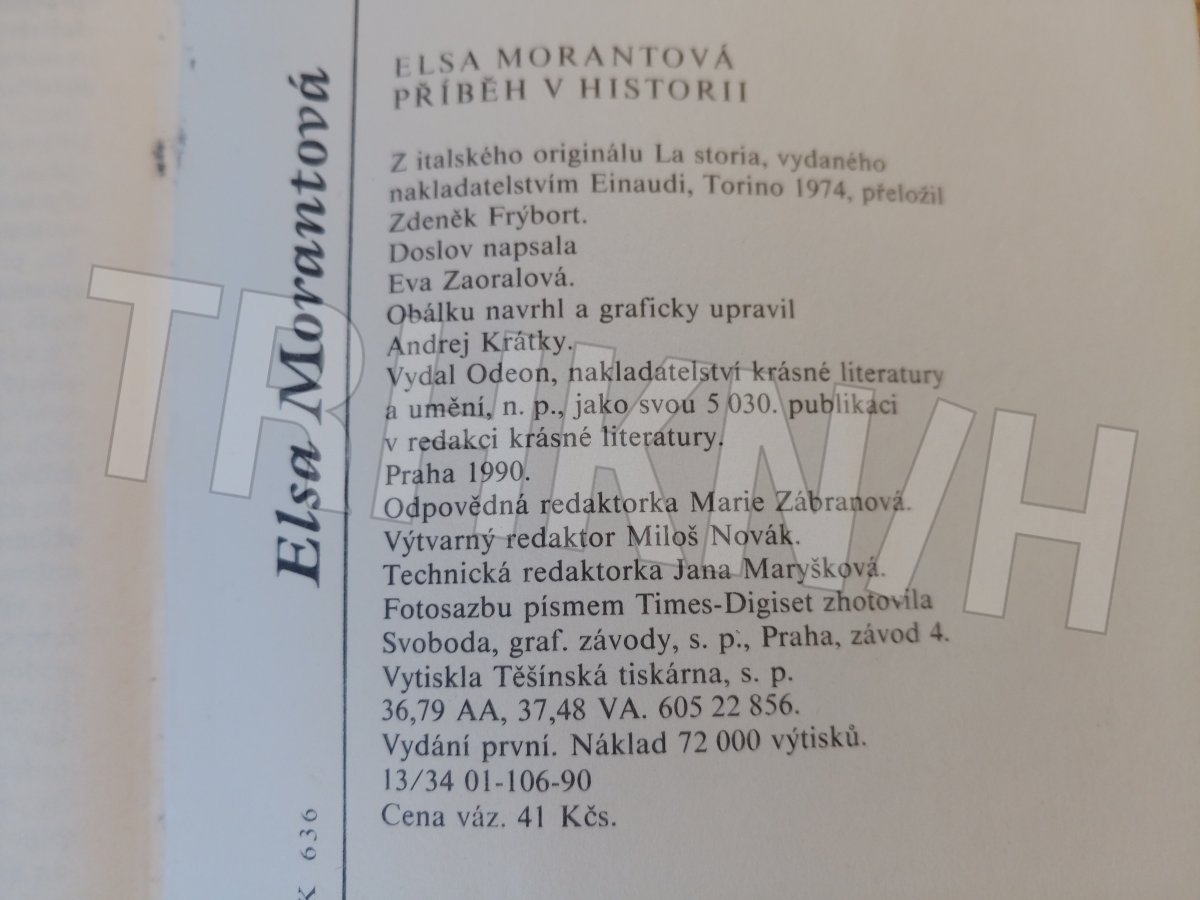 ELSA MORANTOVÁ
PŘÍBĚH V HISTORII
Z italského originálu La storia, vydaného
nakladatelstvím Einaudi, Torino 1974, přeložil
Zdeněk Frýbort.
Doslov napsala
Eva Zaoralová.
Obálku navrhl a graficky upravil
Andrej Krátky.
Vydal Odeon, nakladatelství krásné literatury
a umění, n. p., jako svou 5 030. publikaci
v redakci krásné literatury.
Praha 1990.
Odpovědná redaktorka Marie Zábranová.
Výtvarný redaktor Miloš Novák.
Technická redaktorka Jana Maryšková.
Fotosazbu písmem Times-Digiset zhotovila
Svoboda, graf. závody, s. p., Praha, závod 4.
Vytiskla Těšínská tiskárna, s. p.
36,79 AA, 37,48 VA. 605 22 856.
Vydání první. Náklad 72 000 výtisků.
13/34 01-106-90
Cena váz. 41 Kčs.
Elsa Morantová
636